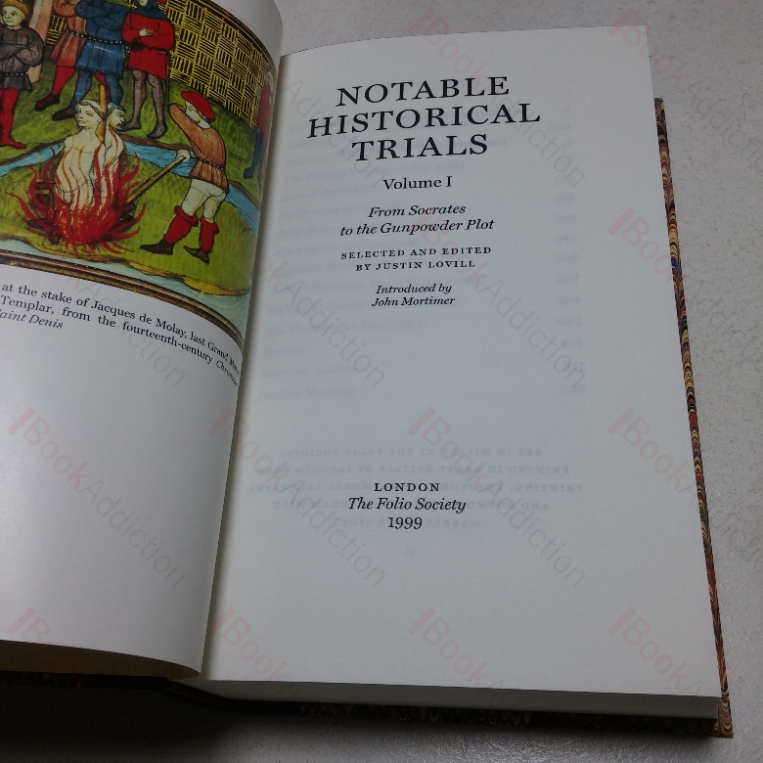 at the stake of Jacques de Molay, last Grand
Templar, from the fourteenth-century
Saint Denis
NOTABLE
HISTORICAL
TRIALS
Volume I
From Socrates
to the Gunpowder Plot
SELECTED AND EDITED
BY JUSTIN LOVILL
Introduced by
John Mortimer
LONDON
The Folio Society
1999
BookAddiction